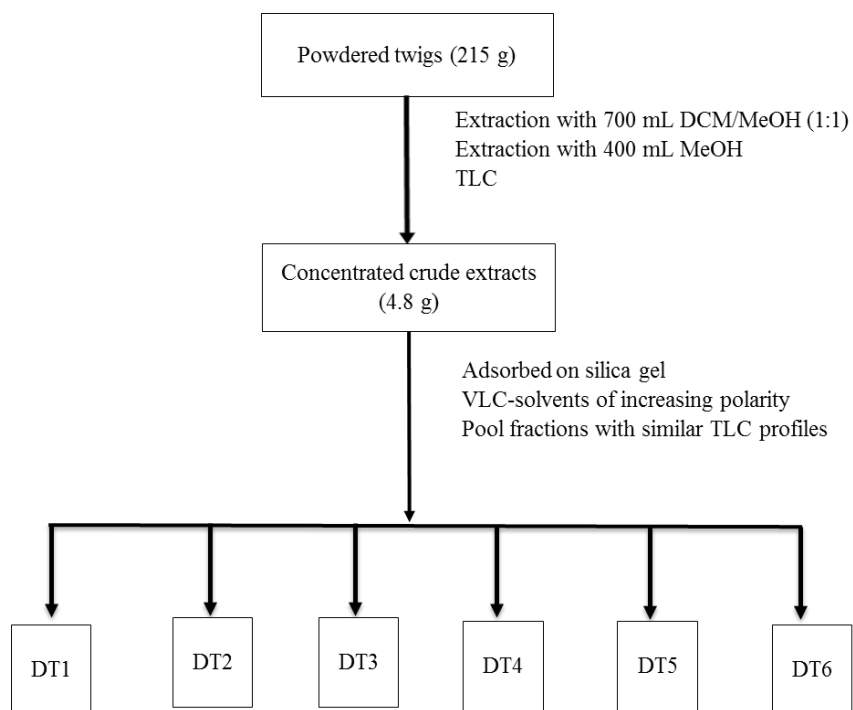 Powdered twigs (215 g)
Extraction with 700 mL DCM/MeOH (1:1)
Extraction with 400 mL MeOH
TLC
Concentrated crude extracts
(4.8 g)
Adsorbed on silica gel
VLC-solvents of increasing polarity
Pool fractions with similar TLC profiles
DT1
DT2
DT3
DT4
DT5
DT6